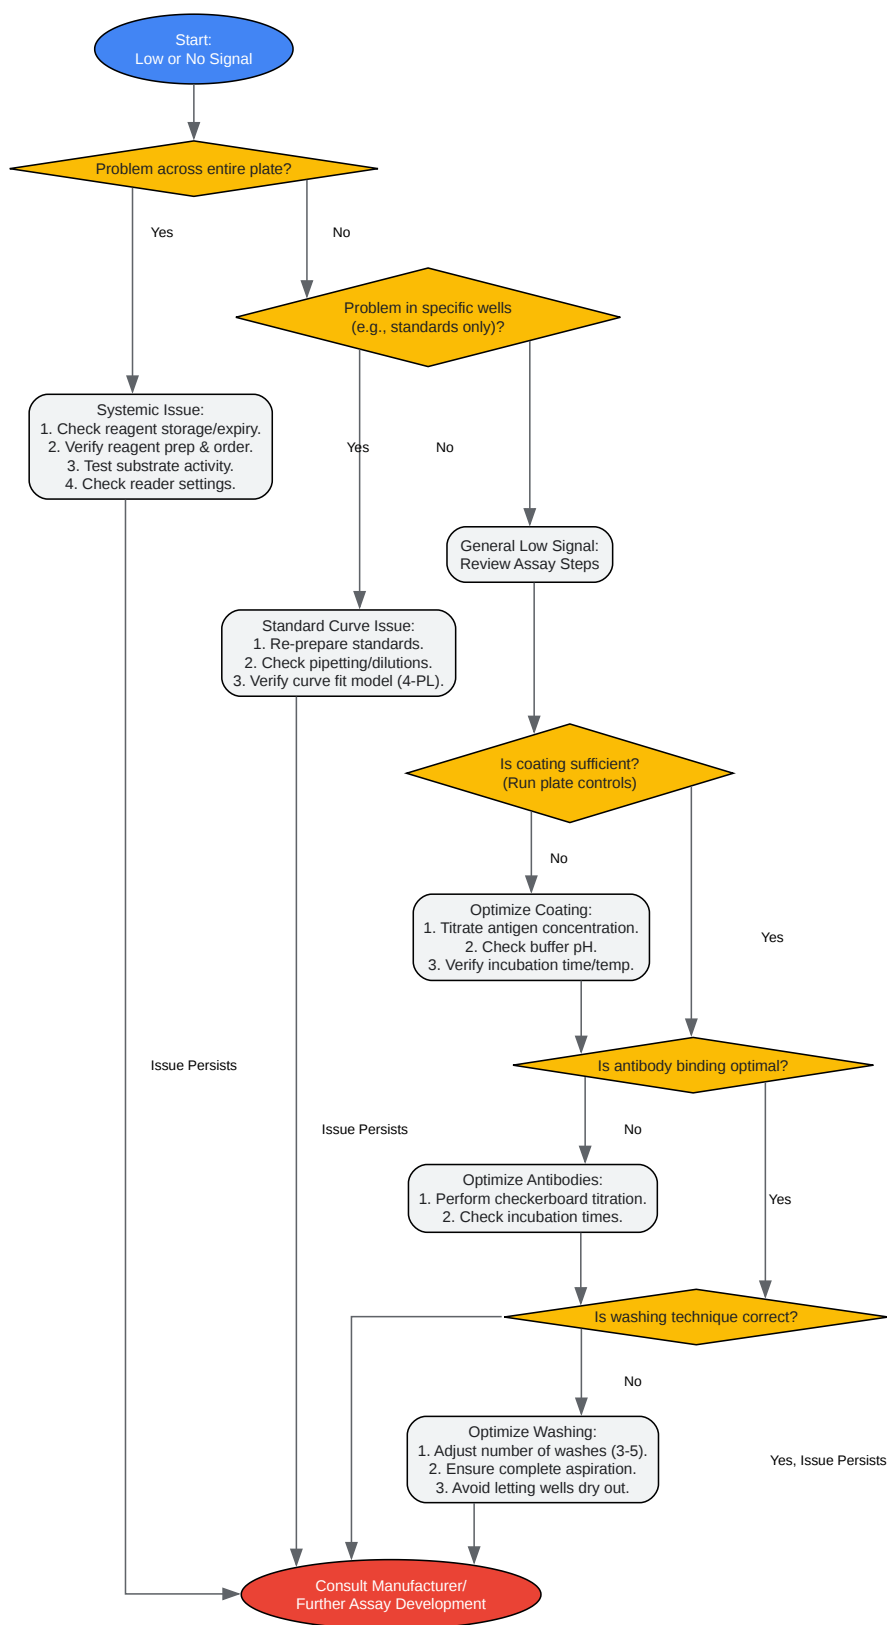 Start:
Low or No Signal
Problem across entire plate?
Yes
No
Problem in specific wells
(e.g., standards only)?
Systemic Issue:
1. Check reagent storage/expiry.
2. Verify reagent prep & order.
3. Test substrate activity.
4. Check reader settings.
Yes
No
General Low Signal:
Review Assay Steps
Standard Curve Issue:
1. Re-prepare standards.
2. Check pipetting/dilutions.
3. Verify curve fit model (4-PL).
Is coating sufficient?
(Run plate controls)
No
Optimize Coating:
1. Titrate antigen concentration.
2. Check buffer pH.
3. Verify incubation time/temp.
Yes
Issue Persists
Is antibody binding optimal?
Issue Persists
No
Optimize Antibodies:
1. Perform checkerboard titration.
2. Check incubation times.
Yes
Is washing technique correct?
No
Optimize Washing:
1. Adjust number of washes (3-5).
2. Ensure complete aspiration.
3. Avoid letting wells dry out.
Yes, Issue Persists
Consult Manufacturer/
Further Assay Development